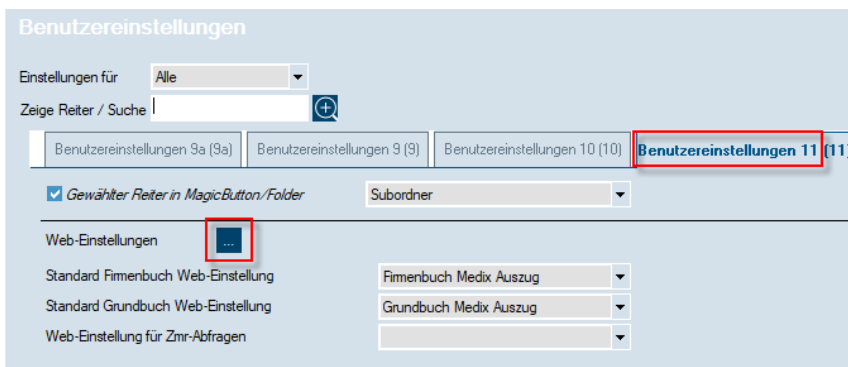 Benutzereinstellungen
Einstellungen für Alle
Zeige Reiter / Suche
Benutzereinstellungen 9a (9a) Benutzereinstellungen 9 (9) Benutzereinstellungen 10 (10) Benutzereinstellungen 11 (11)
Gewählter Reiter in MagicButton/Folder Subordner
Web-Einstellungen ...
Standard Firmenbuch Web-Einstellung Firmenbuch Medix Auszug
Standard Grundbuch Web-Einstellung Grundbuch Medix Auszug
Web-Einstellung für Zmr-Abfragen